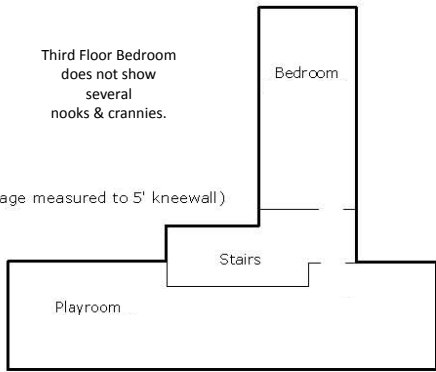 Third Floor Bedroom
does not show
several
nooks & crannies.
Bedroom
age measured to 5' kneewall)
Stairs
Playroom